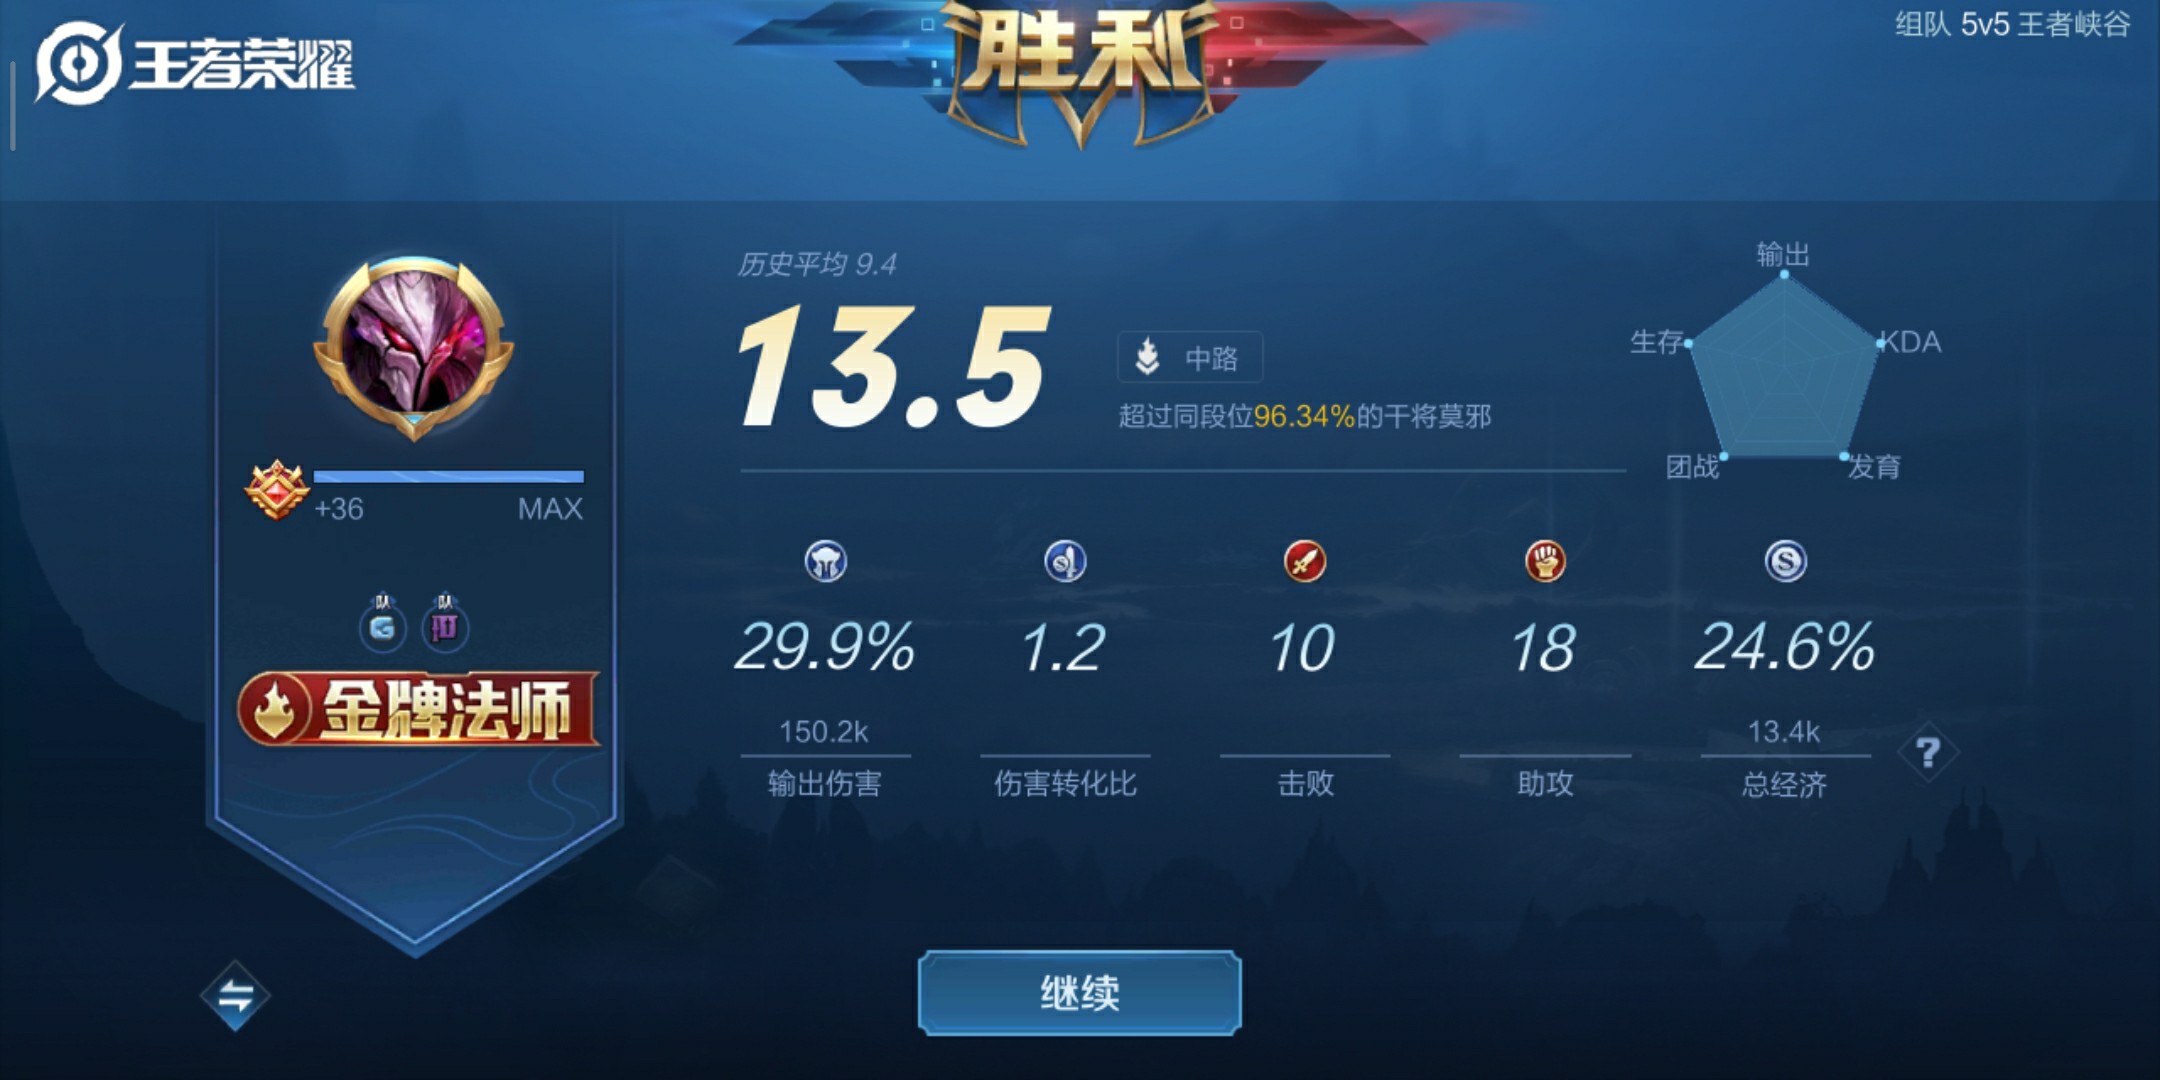 王者荣耀
胜利
组队 5v5 王者峡谷
历史平均 9.4
13.5
中路
超过同段位96.34%的干将莫邪
输出
KDA
发育
团战
生存
+36
MAX
队
队
金牌法师
29.9%
150.2k
输出伤害
1.2
伤害转化比
10
击败
18
助攻
24.6%
13.4k
总经济
?
继续